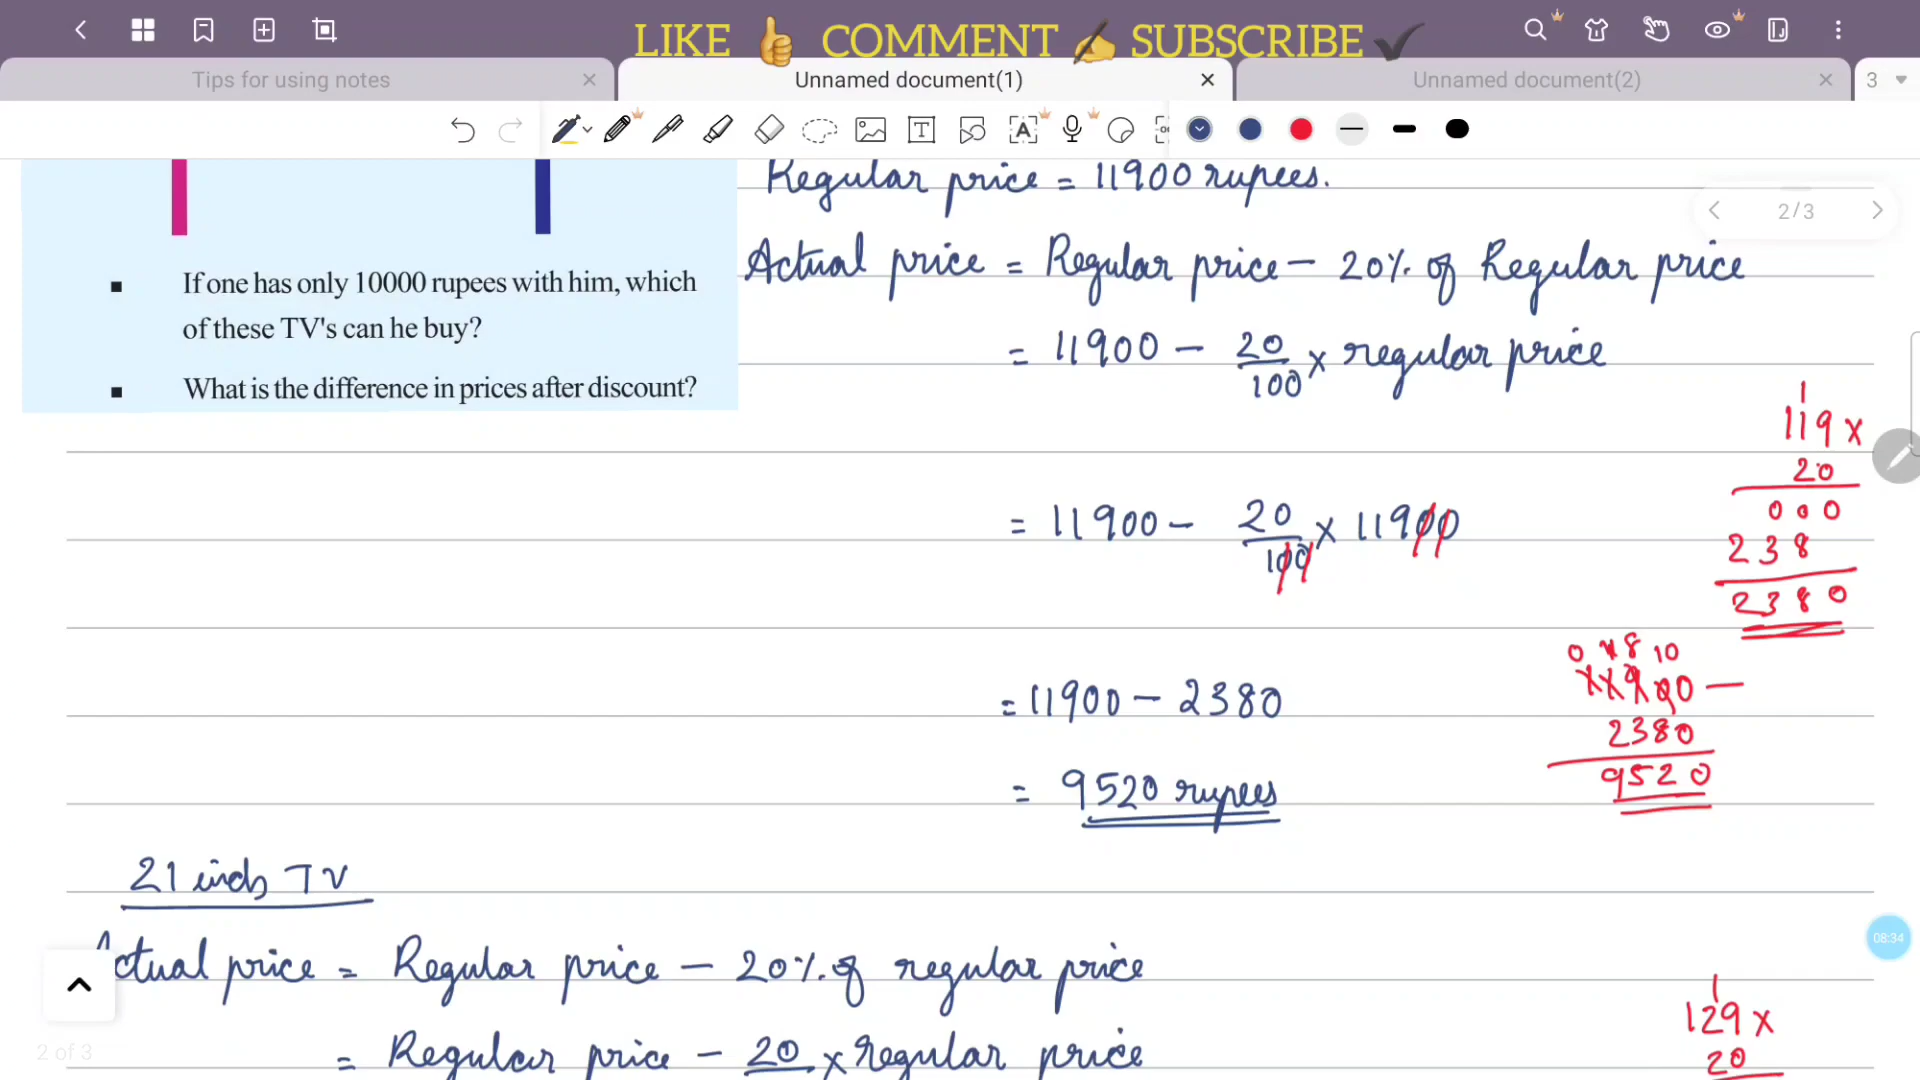 LIKE 👍 COMMENT ✍ SUBSCRIBE ✔
Tips for using notes
Unnamed document(1)
Unnamed document(2)
3
2/3
If one has only 10000 rupees with him, which
of these TV's can he buy?
What is the difference in prices after discount?
Regular price = 11900 rupees.
Actual price = Regular price - 20% of Regular price
= 11900 - 20/100 x regular price
= 11900 - 20/100 x 11900
= 11900 - 2380
= 9520 rupees
1
119 x
20
000
238
2380
0 8 10
11900 -
2380
9520
21 inch TV
Actual price = Regular price - 20% of regular price
= Regular price - 20 x regular price
1
129 x
20
08:34
2 of 3